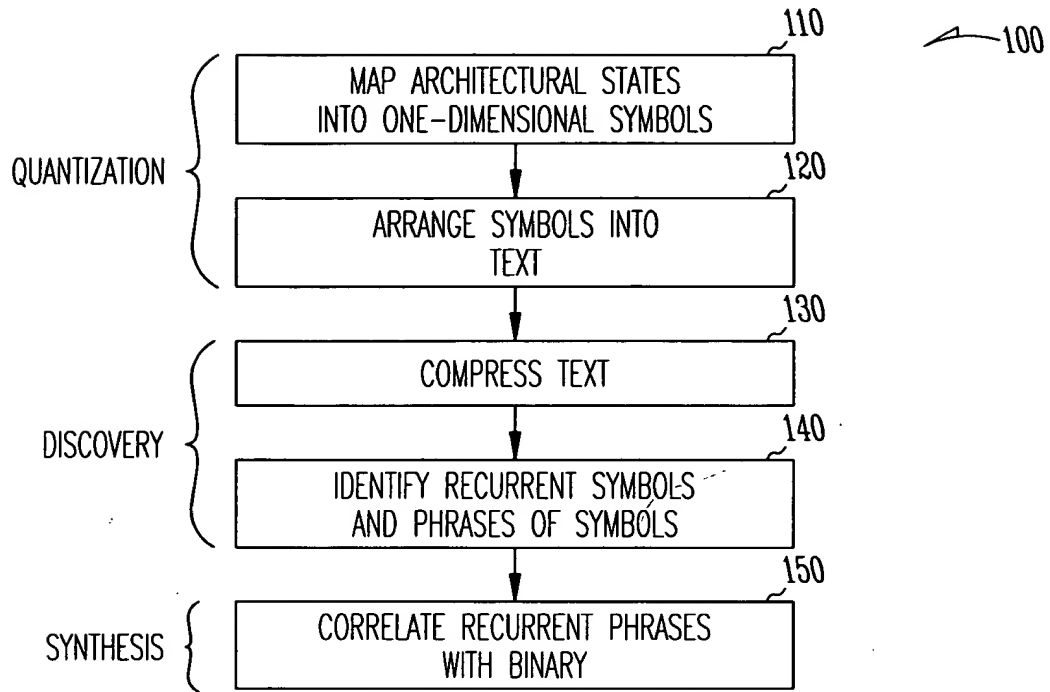 100
110
MAP ARCHITECTURAL STATES
INTO ONE-DIMENSIONAL SYMBOLS
QUANTIZATION
120
ARRANGE SYMBOLS INTO
TEXT
130
COMPRESS TEXT
DISCOVERY
140
IDENTIFY RECURRENT SYMBOLS
AND PHRASES OF SYMBOLS
150
SYNTHESIS
CORRELATE RECURRENT PHRASES
WITH BINARY